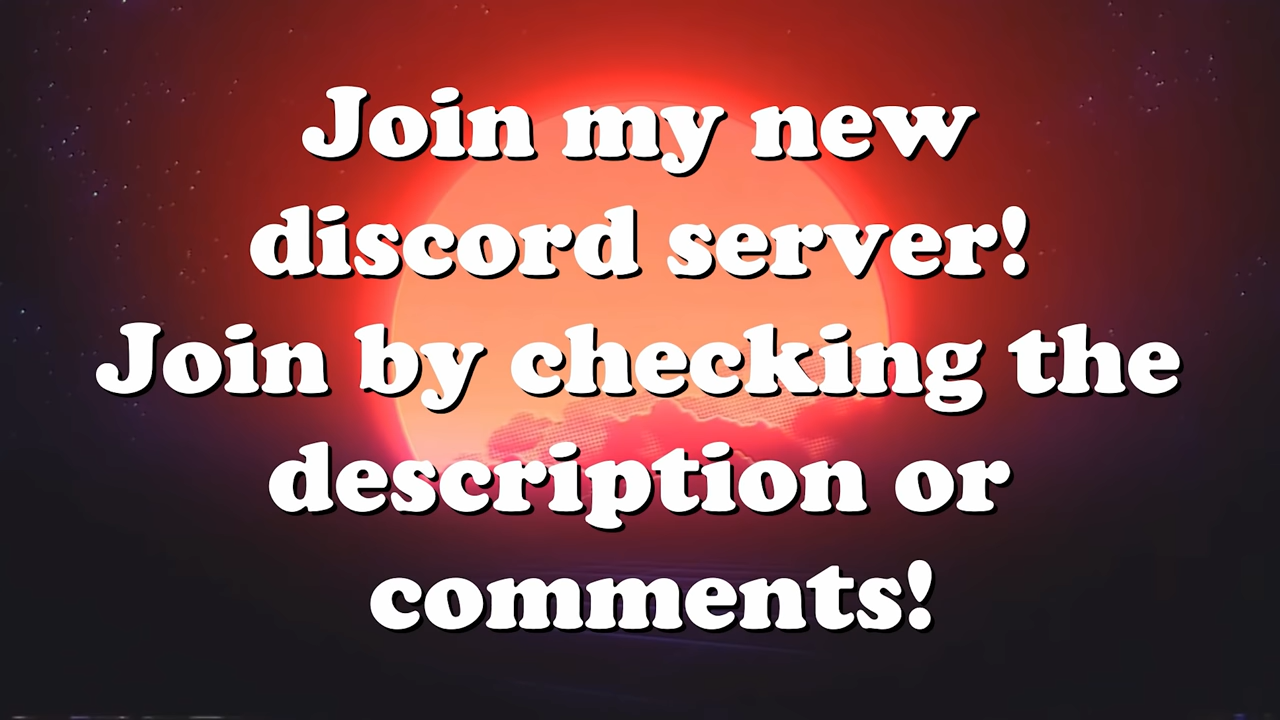 Join my new
discord server!
Join by checking the
description or
comments!